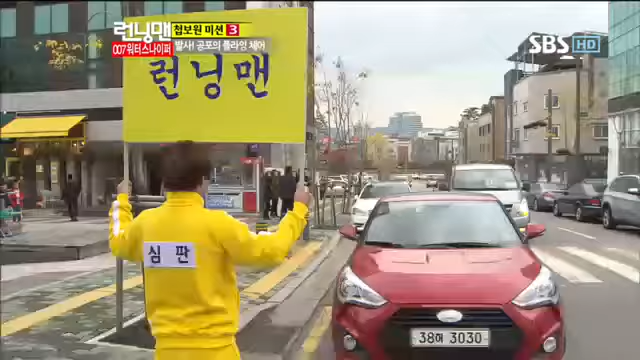 런닝맨 첩보원 미션 3
007워터스나이퍼 발사! 공포의 플라잉 체어
SBS HD
런닝맨
심판
38허 3030